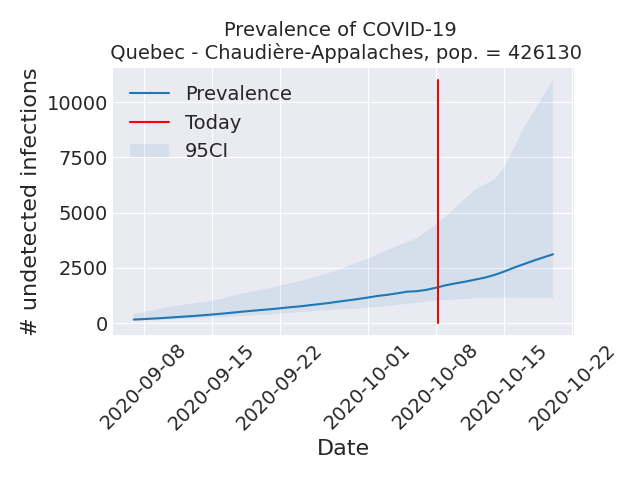 Prevalence of COVID-19
Quebec - Chaudière-Appalaches, pop. = 426130
# undetected infections
10000
7500
5000
2500
0
Prevalence
Today
95CI
2020-09-08
2020-09-15
2020-09-22
2020-10-01
2020-10-08
2020-10-15
2020-10-22
Date